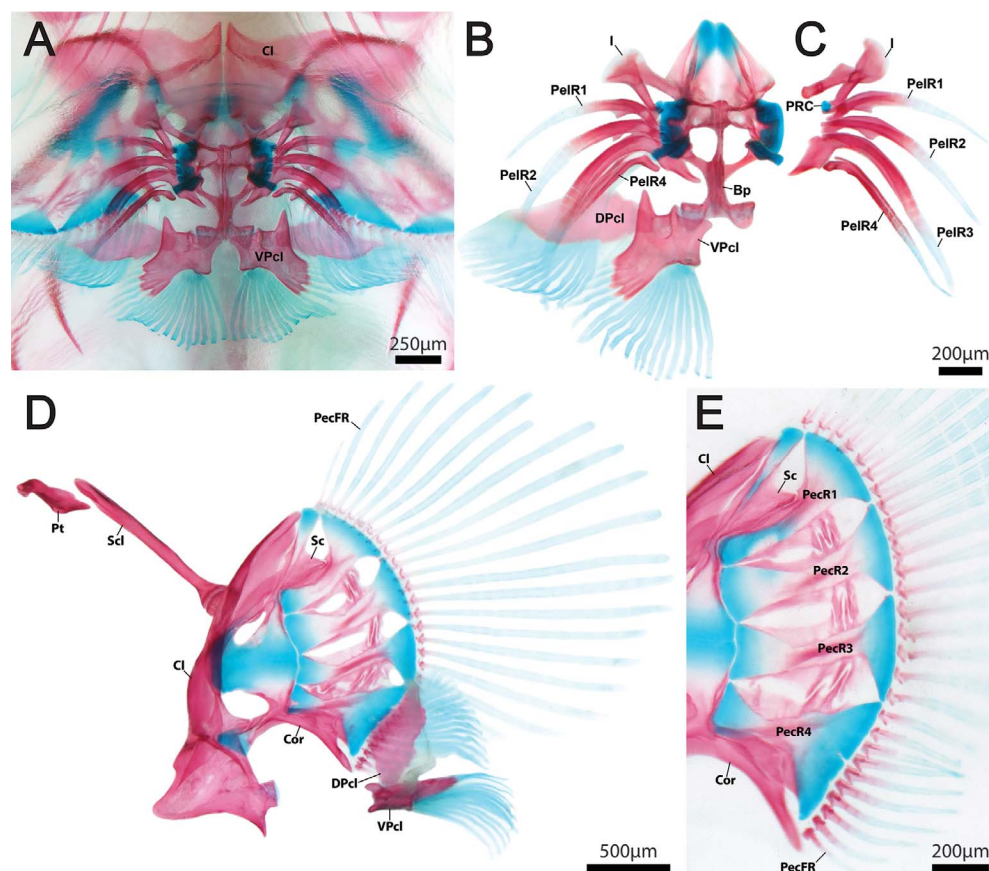 A
Cl
VPcl
250µm
B
I
PelR1
PelR2
PelR4
DPcl
Bp
VPcl
C
I
PRC
PelR1
PelR2
PelR4
PelR3
200µm
D
PecFR
Pt
Scl
Sc
Cl
Cor
DPcl
VPcl
500µm
E
Cl
Sc
PecR1
PecR2
PecR3
PecR4
Cor
PecFR
200µm